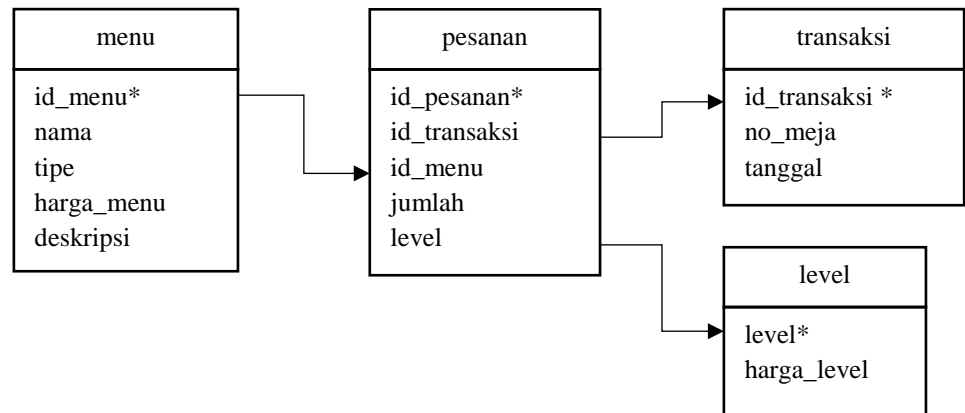 menu
id_menu*
nama
tipe
harga_menu
deskripsi
pesanan
id_pesanan*
id_transaksi
id_menu
jumlah
level
transaksi
id_transaksi *
no_meja
tanggal
level
level*
harga_level